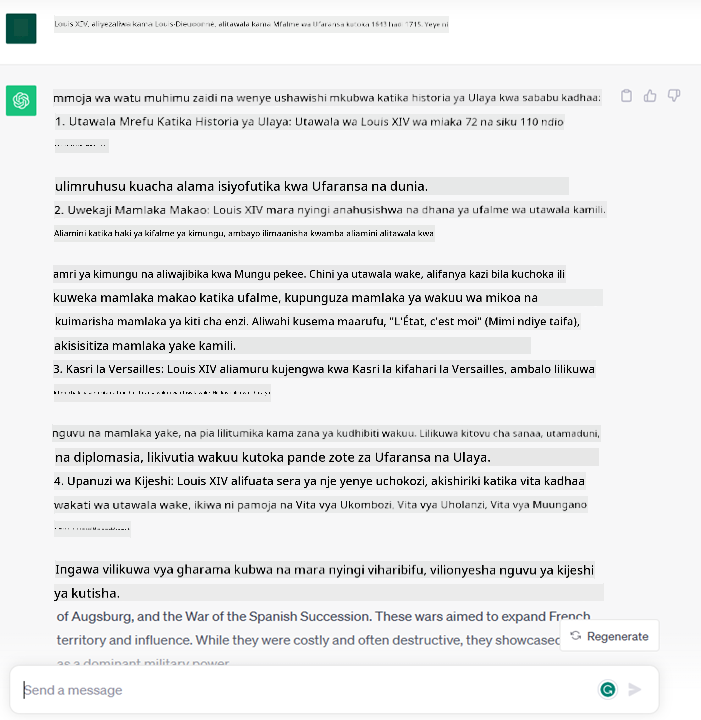 Louis XIV, aliyezaliwa kama Louis-Dieudonné, alitawala kama Mfalme wa Ufaransa kutoka 1643 hadi 1715. Yeye ni
mmoja wa watu muhimu zaidi na wenye ushawishi mkubwa katika historia ya Ulaya kwa sababu kadhaa:
1. Utawala Mrefu Katika Historia ya Ulaya: Utawala wa Louis XIV wa miaka 72 na siku 110 ndio
ulimruhusu kuacha alama isiyofutika kwa Ufaransa na dunia.
2. Uwekaji Mamlaka Makao: Louis XIV mara nyingi anahusishwa na dhana ya ufalme wa utawala kamili.
Aliamini katika haki ya kifalme ya kimungu, ambayo ilimaanisha kwamba aliamini alitawala kwa
amri ya kimungu na aliwajibika kwa Mungu pekee. Chini ya utawala wake, alifanya kazi bila kuchoka ili
kuweka mamlaka makao katika ufalme, kupunguza mamlaka ya wakuu wa mikoa na
kuimarisha mamlaka ya kiti cha enzi. Aliwahi kusema maarufu, "L'État, c'est moi" (Mimi ndiye taifa),
akisisitiza mamlaka yake kamili.
3. Kasri la Versailles: Louis XIV aliamuru kujengwa kwa Kasri la kifahari la Versailles, ambalo lilikuwa
nguvu na mamlaka yake, na pia lilitumika kama zana ya kudhibiti wakuu. Lilikuwa kitovu cha sanaa, utamaduni,
na diplomasia, likivutia wakuu kutoka pande zote za Ufaransa na Ulaya.
4. Upanuzi wa Kijeshi: Louis XIV alifuata sera ya nje yenye uchokozi, akishiriki katika vita kadhaa
wakati wa utawala wake, ikiwa ni pamoja na Vita vya Ukombozi, Vita vya Uholanzi, Vita vya Muungano
Ingawa vilikuwa vya gharama kubwa na mara nyingi viharibifu, vilionyesha nguvu ya kijeshi
ya kutisha.
of Augsburg, and the War of the Spanish Succession. These wars aimed to expand French
territory and influence. While they were costly and often destructive, they showcased
as a dominant military power.
Regenerate
Send a message